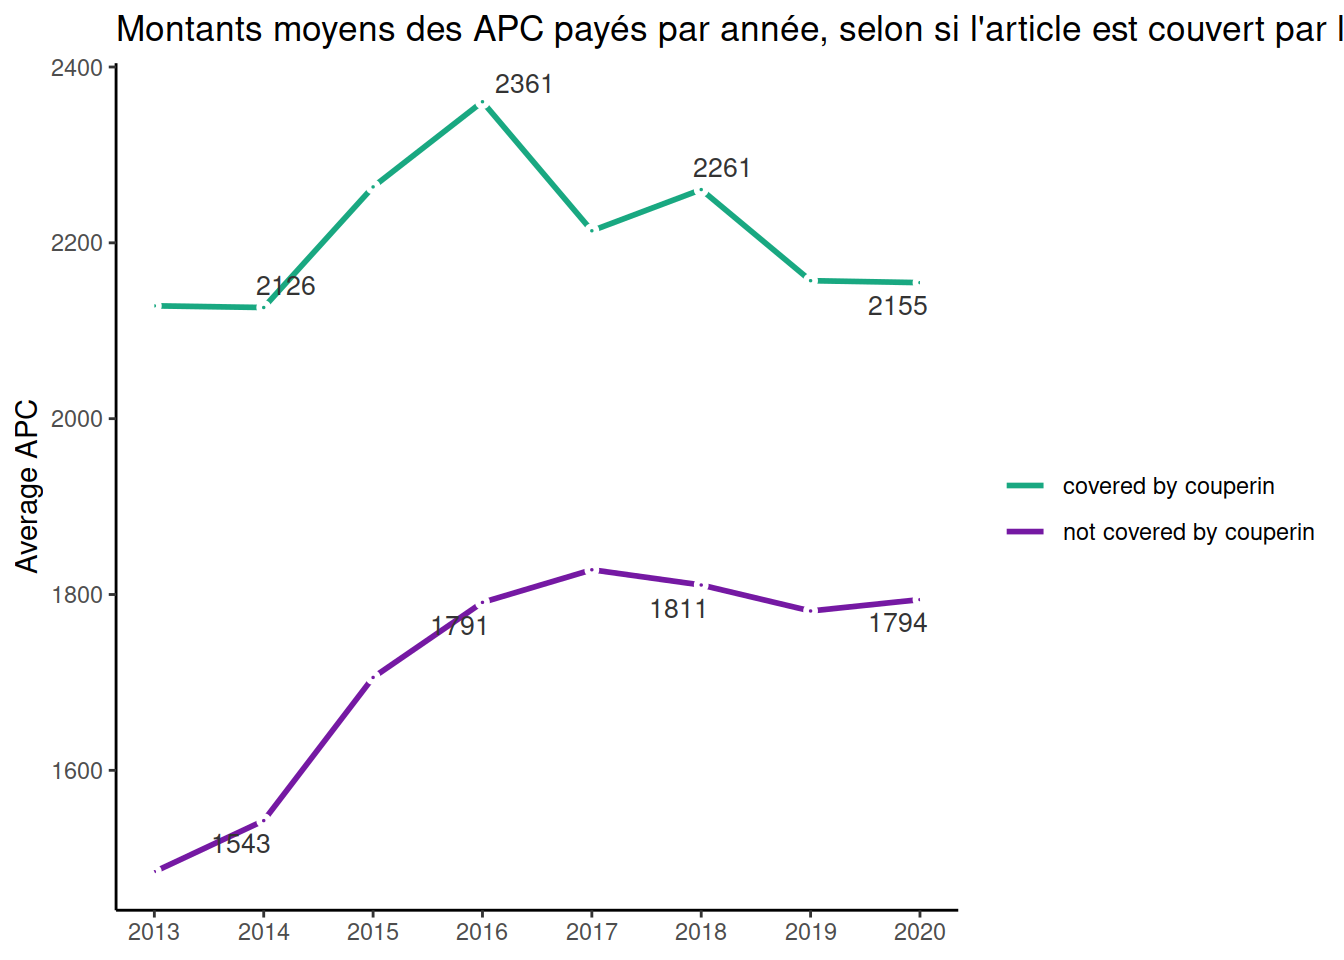 Montants moyens des APC payés par année, selon si l'article est couvert par
2400
2361
2261
2200
2126
2155
2000
Average APC
covered by couperin
not covered by couperin
1800
1791
1811
1794
1600
1543
2013 2014 2015 2016 2017 2018 2019 2020